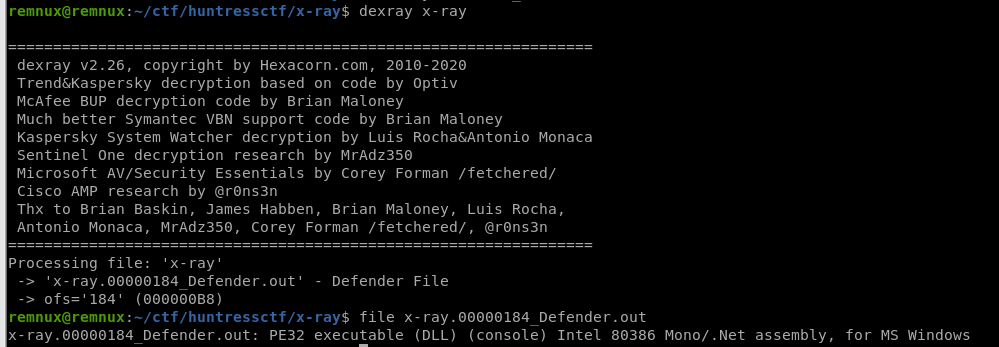 remnux@remnux:~/ctf/huntressctf/x-ray$ dexray x-ray
=================================================================
dexray v2.26, copyright by Hexacorn.com, 2010-2020
Trend&Kaspersky decryption based on code by Optiv
McAfee BUP decryption code by Brian Maloney
Much better Symantec VBN support code by Brian Maloney
Kaspersky System Watcher decryption by Luis Rocha&Antonio Monaca
Sentinel One decryption research by MrAdz350
Microsoft AV/Security Essentials by Corey Forman /fetchered/
Cisco AMP research by @r0ns3n
Thx to Brian Baskin, James Habben, Brian Maloney, Luis Rocha,
Antonio Monaca, MrAdz350, Corey Forman /fetchered/, @r0ns3n
=================================================================
Processing file: 'x-ray'
-> 'x-ray.00000184_Defender.out' - Defender File
-> ofs='184' (000000B8)
remnux@remnux:~/ctf/huntressctf/x-ray$ file x-ray.00000184_Defender.out
x-ray.00000184_Defender.out: PE32 executable (DLL) (console) Intel 80386 Mono/.Net assembly, for MS Windows